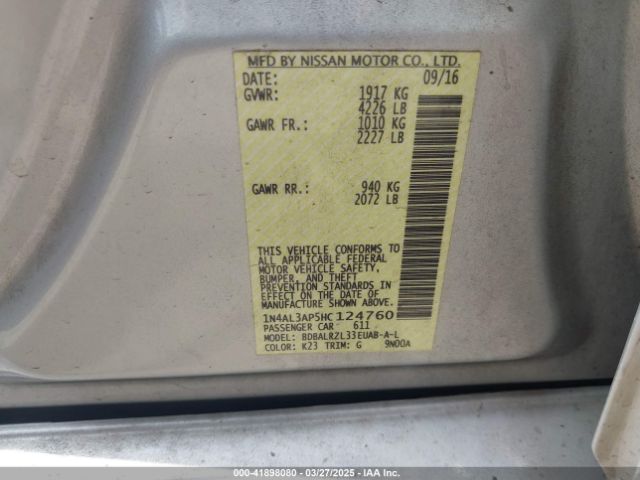 MFD BY NISSAN MOTOR CO., LTD.
DATE: 09/16
GVWR: 1917 KG
4226 LB
GAWR FR.: 1010 KG
2227 LB
GAWR RR.: 940 KG
2072 LB
THIS VEHICLE CONFORMS TO
ALL APPLICABLE FEDERAL
MOTOR VEHICLE SAFETY,
BUMPER, AND THEFT
PREVENTION STANDARDS
IN EFFECT ON THE DATE OF
MANUFACTURE SHOWN ABOVE.
1N4AL3AP5HC124760
PASSENGER CAR 611
MODEL: BDBALRZL33EUAB-A-L
COLOR: K23 TRIM: G 9N00A
000-41898080 — 03/27/2025 — IAA Inc.